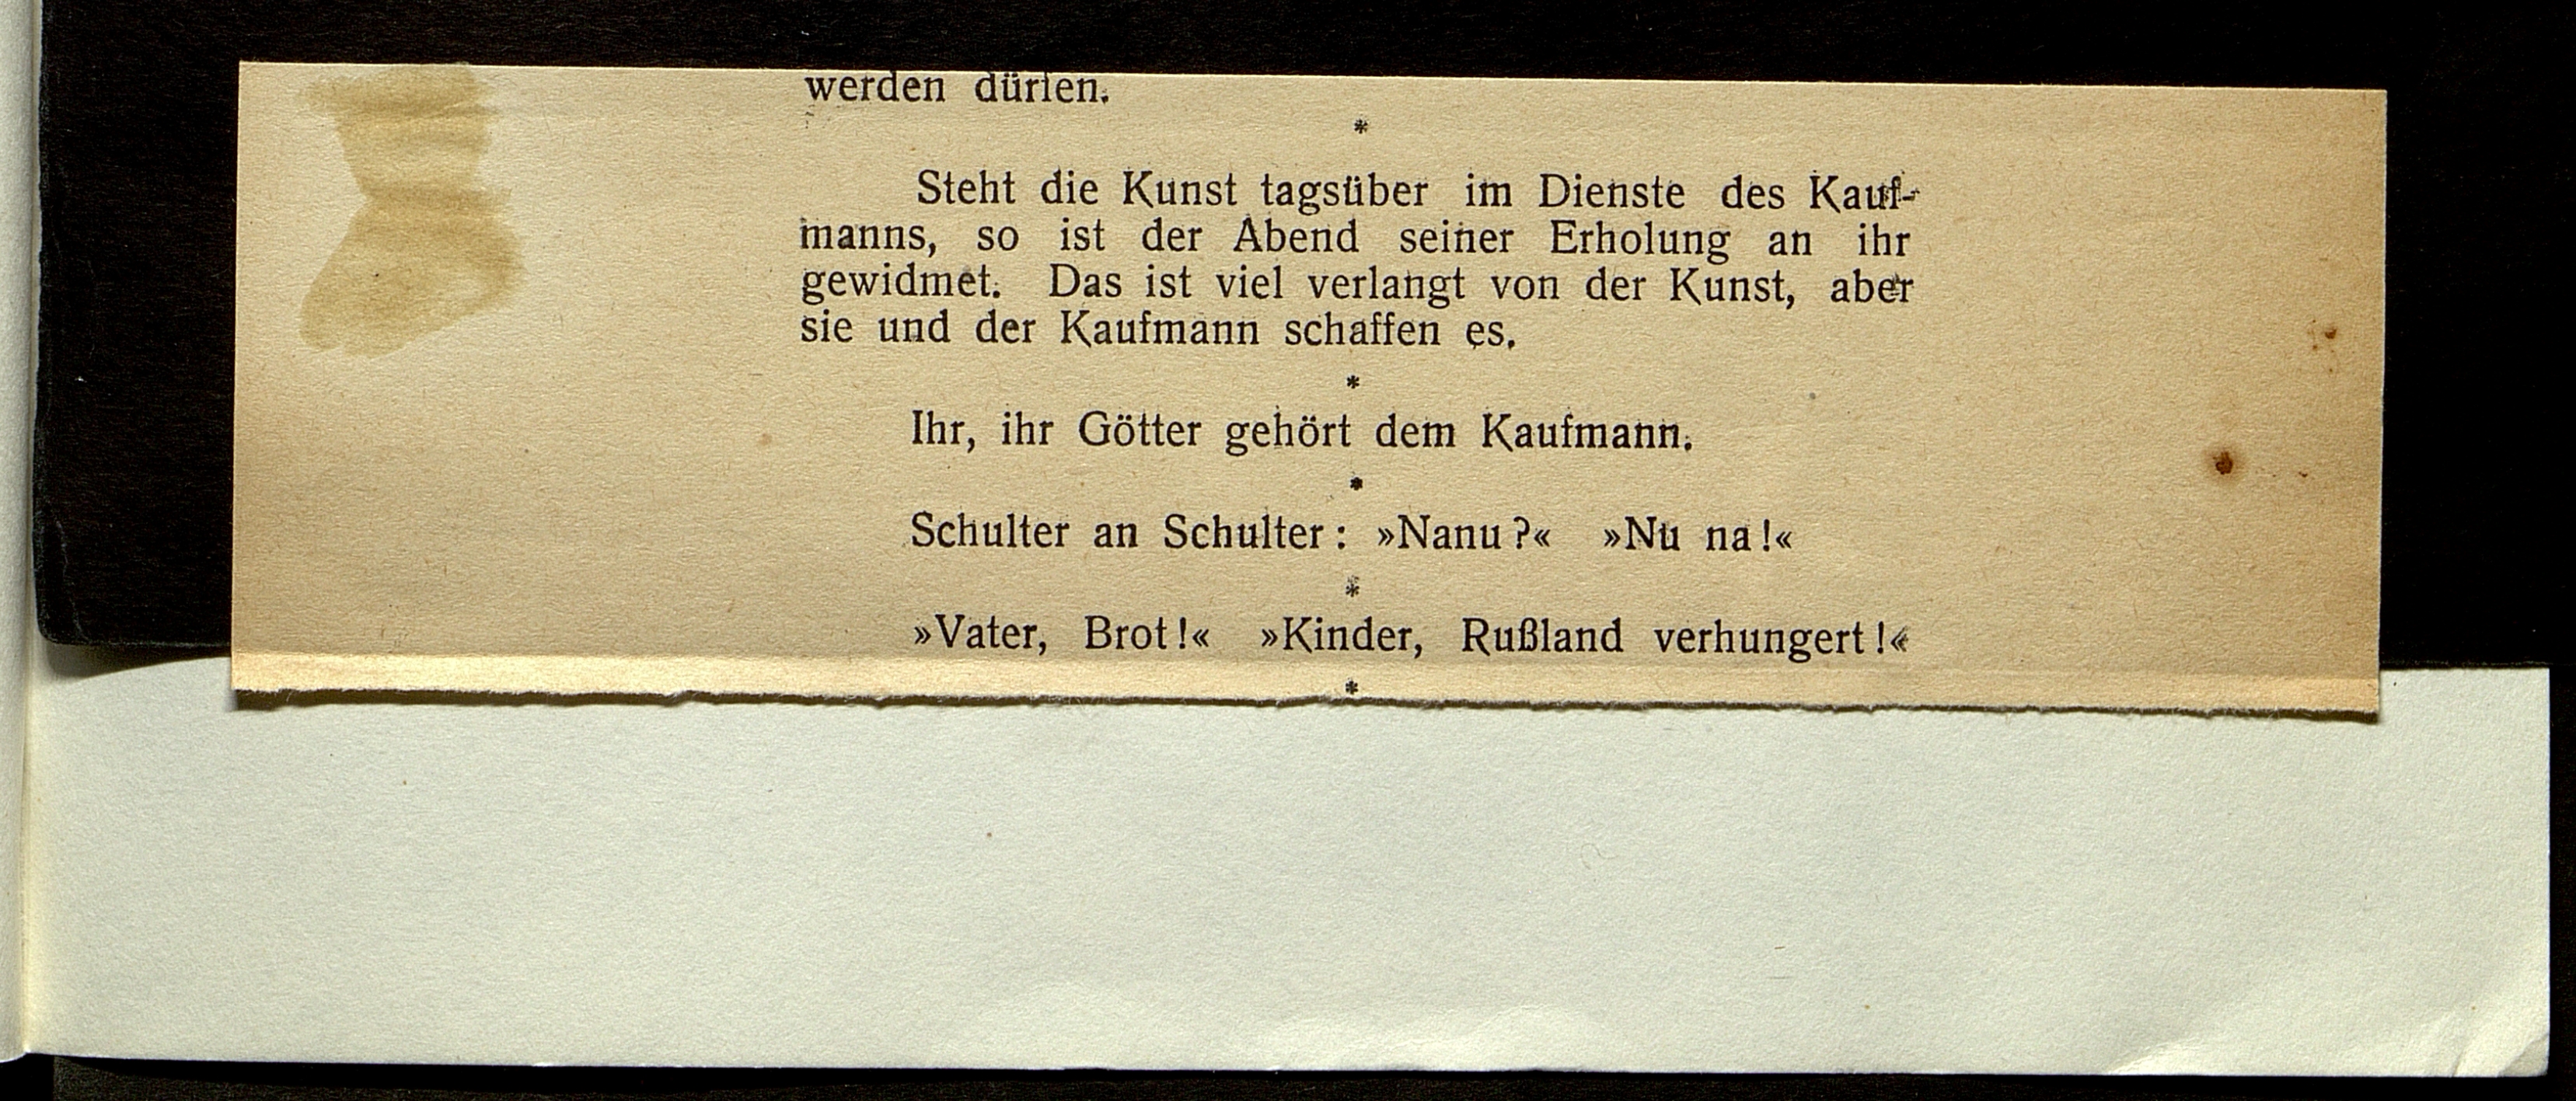 werden dürfen.
*
Steht die Kunst tagsüber im Dienste des Kauf-
manns, so ist der Abend seiner Erholung an ihr
gewidmet. Das ist viel verlangt von der Kunst, aber
sie und der Kaufmann schaffen es.
*
Ihr, ihr Götter gehört dem Kaufmann.
*
Schulter an Schulter: »Nanu?« »Nu na!«
*
»Vater, Brot!« »Kinder, Rußland verhungert!«
*